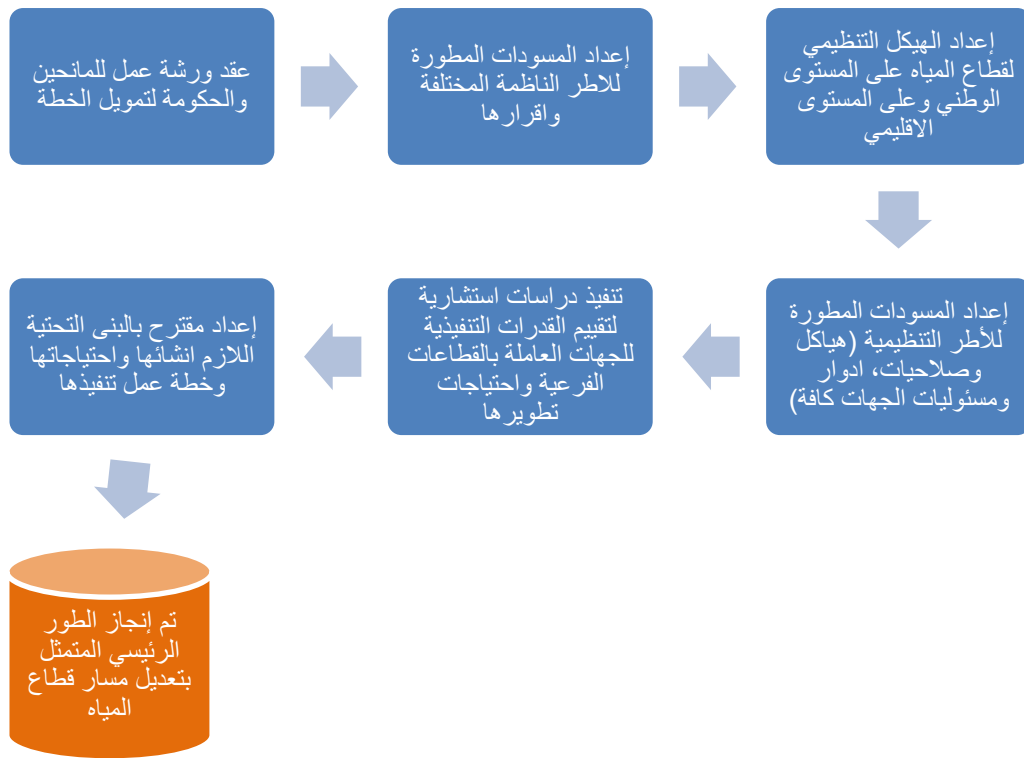 عقد ورشة عمل للمانحين
والحكومة لتمويل الخطة
إعداد المسودات المطورة
للاطر الناظمة المختلفة
واقرارها
إعداد الهيكل التنظيمي
لقطاع المياه على المستوى
الوطني وعلى المستوى
الاقليمي
إعداد المسودات المطورة
للأطر التنظيمية (هياكل
وصلاحيات، ادوار
ومسئوليات الجهات كافة)
تنفيذ دراسات استشارية
لتقييم القدرات التنفيذية
للجهات العاملة بالقطاعات
الفرعية واحتياجات
تطويرها
إعداد مقترح بالبنى التحتية
اللازم انشائها واحتياجاتها
وخطة عمل تنفيذها
تم إنجاز الطور
الرئيسي المتمثل
بتعديل مسار قطاع
المياه